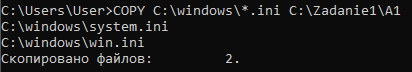 C:\Users\User>COPY C:\windows\*.ini C:\Zadanie1\A1
C:\windows\system.ini
C:\windows\win.ini
Скопировано файлов:         2.